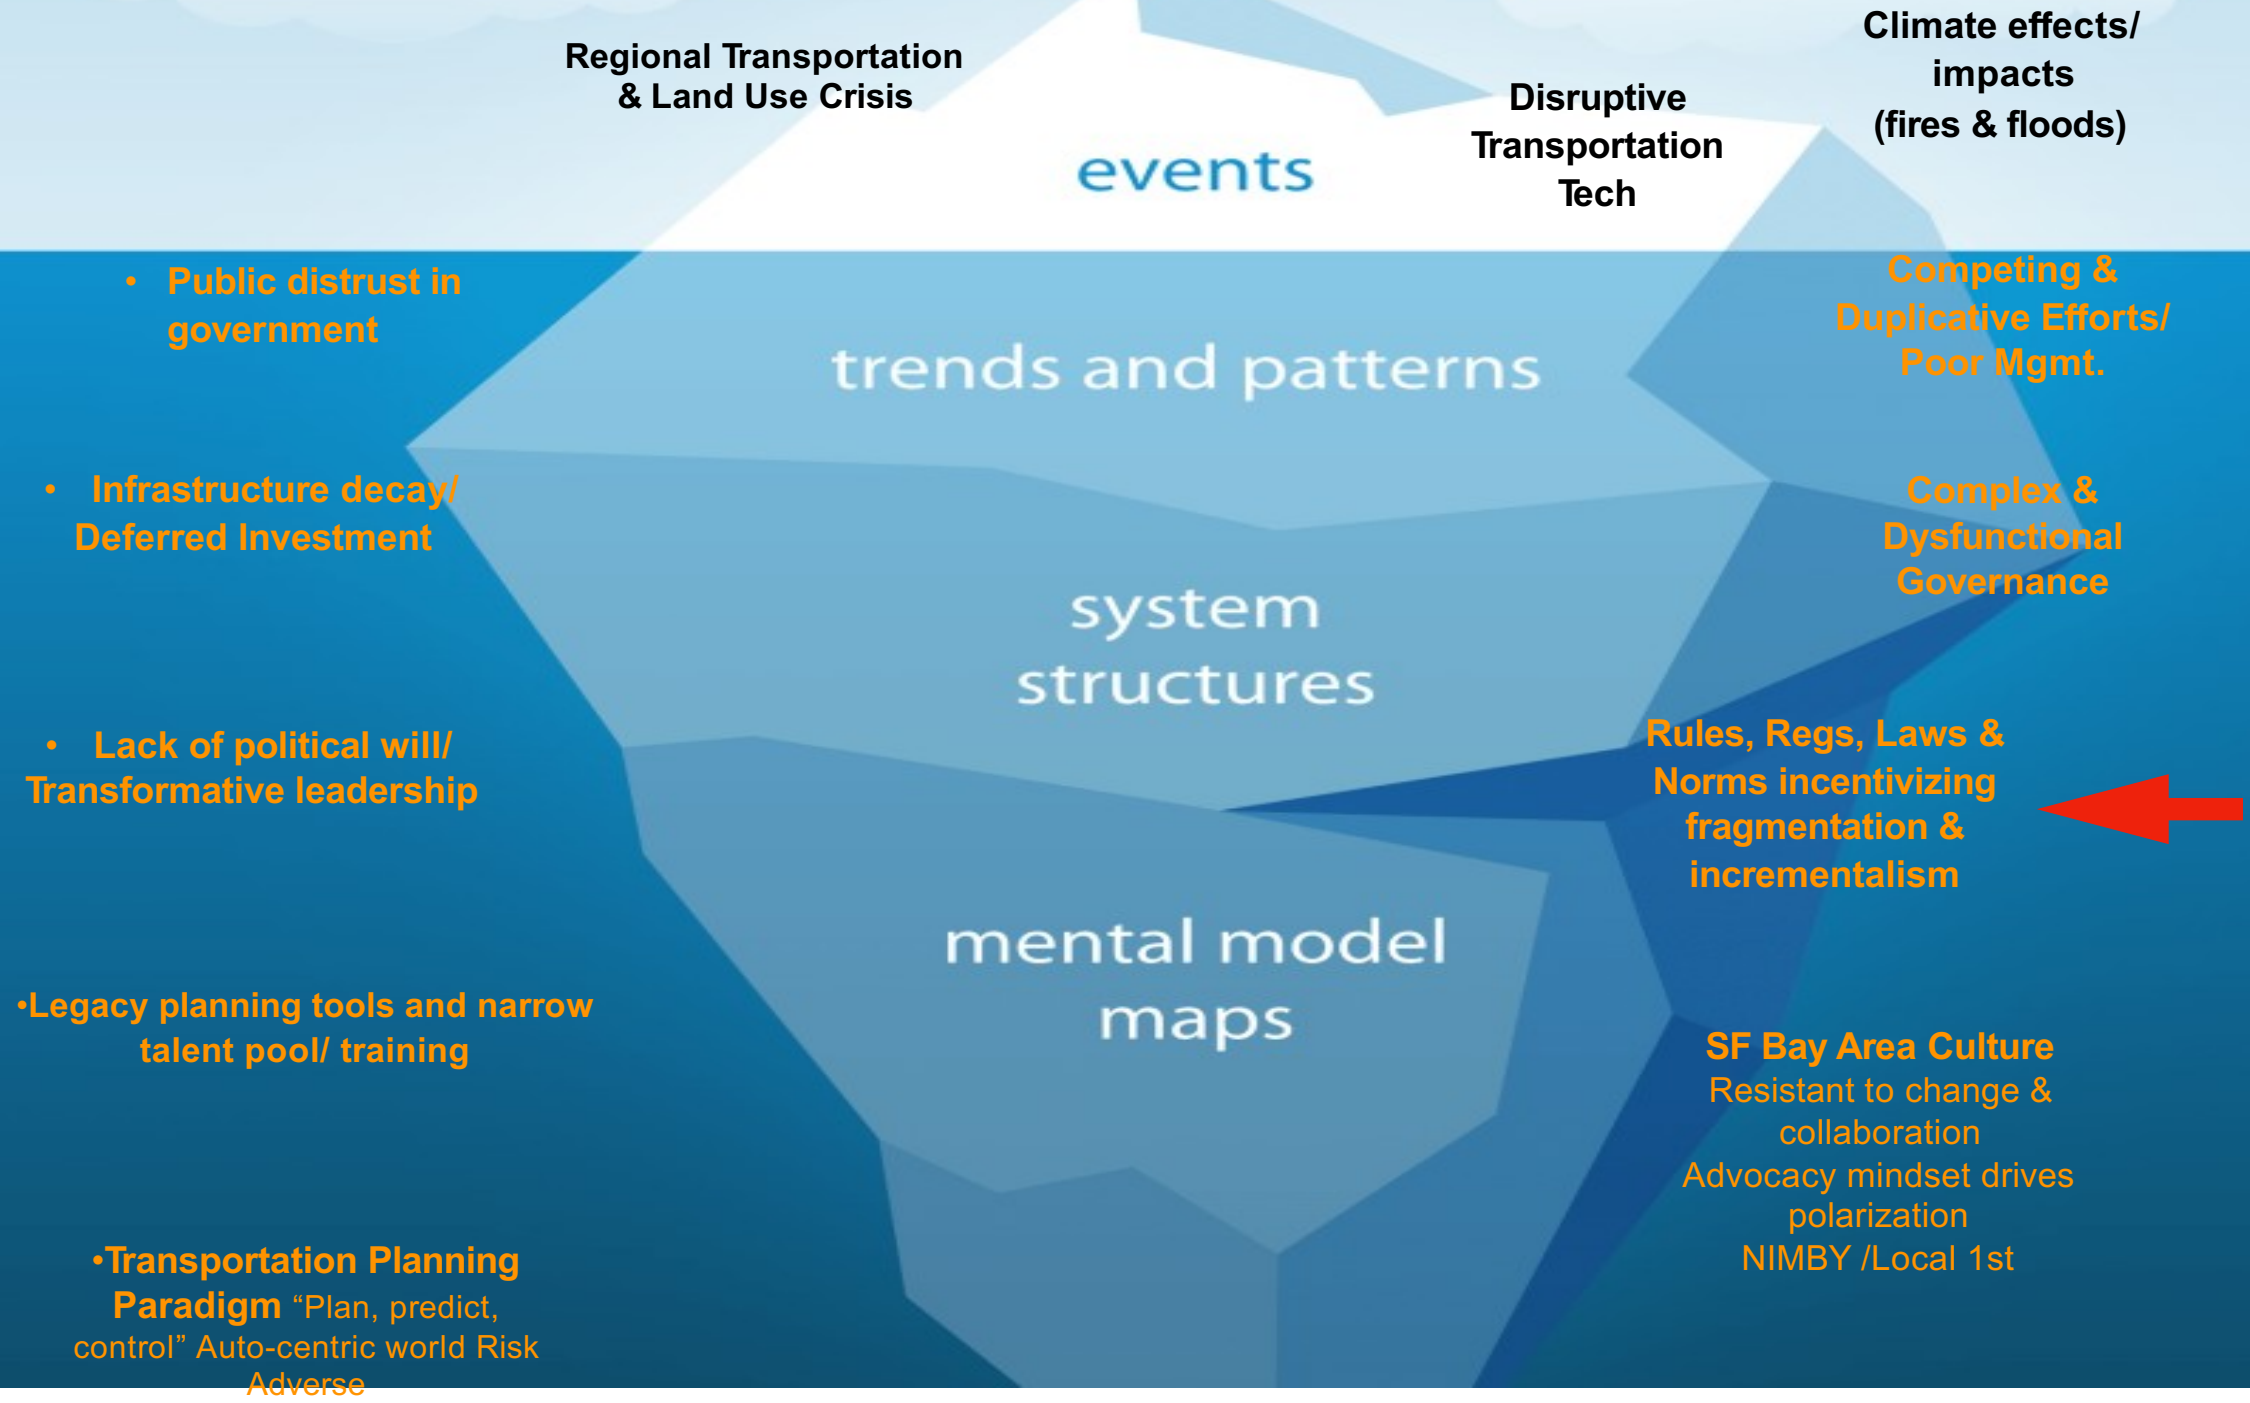 Regional Transportation
& Land Use Crisis
events
Disruptive
Transportation
Tech
Climate effects/
impacts
(fires & floods)
• Public distrust in
government
trends and patterns
Competing &
Duplicative Efforts/
Poor Mgmt.
• Infrastructure decay/
Deferred Investment
system
structures
Complex &
Dysfunctional
Governance
• Lack of political will/
Transformative leadership
Rules, Regs, Laws &
Norms incentivizing
fragmentation &
incrementalism
mental model
maps
•Legacy planning tools and narrow
talent pool/ training
SF Bay Area Culture
Resistant to change &
collaboration
Advocacy mindset drives
polarization
NIMBY /Local 1st
•Transportation Planning
Paradigm “Plan, predict,
control” Auto-centric world Risk
Adverse